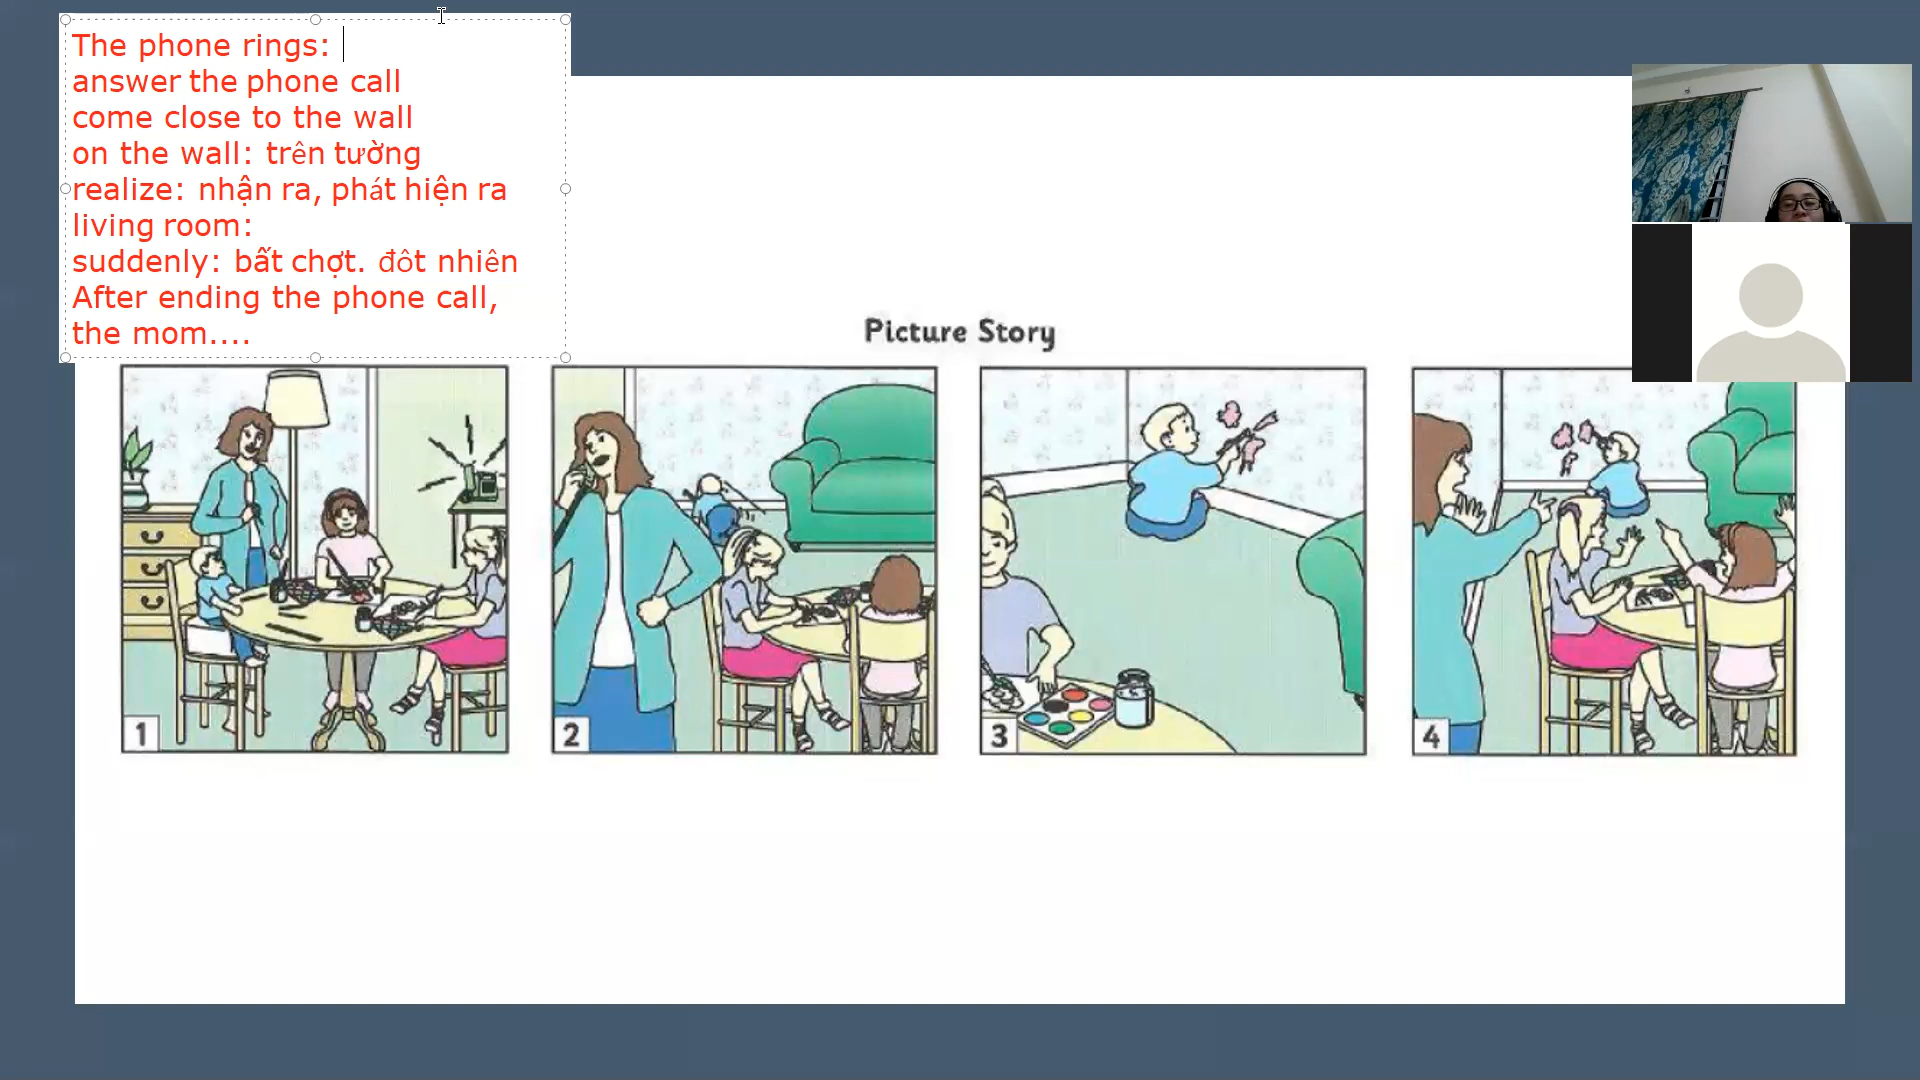 The phone rings:
answer the phone call
come close to the wall
on the wall: trên tường
realize: nhận ra, phát hiện ra
living room:
suddenly: bất chợt. đôt nhiên
After ending the phone call,
the mom....
Picture Story
1
2
3
4